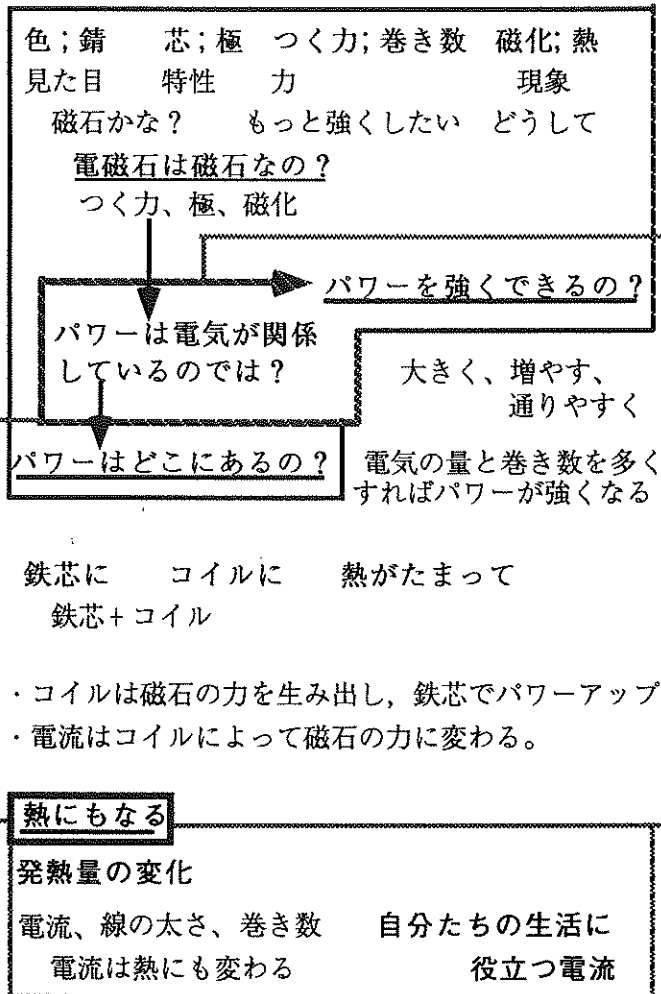 色；錆　芯；極　つく力；巻き数　磁化；熱
見た目　特性　力　現象
磁石かな？　もっと強くしたい　どうして
電磁石は磁石なの？
つく力、極、磁化
パワーを強くできるの？
パワーは電気が関係
しているのでは？
大きく、増やす、
通りやすく
パワーはどこにあるの？
電気の量と巻き数を多く
すればパワーが強くなる
鉄芯に　コイルに　熱がたまって
鉄芯+コイル
・コイルは磁石の力を生み出し，鉄芯でパワーアップ
・電流はコイルによって磁石の力に変わる。
熱にもなる
発熱量の変化
電流、線の太さ、巻き数　自分たちの生活に
電流は熱にも変わる　役立つ電流